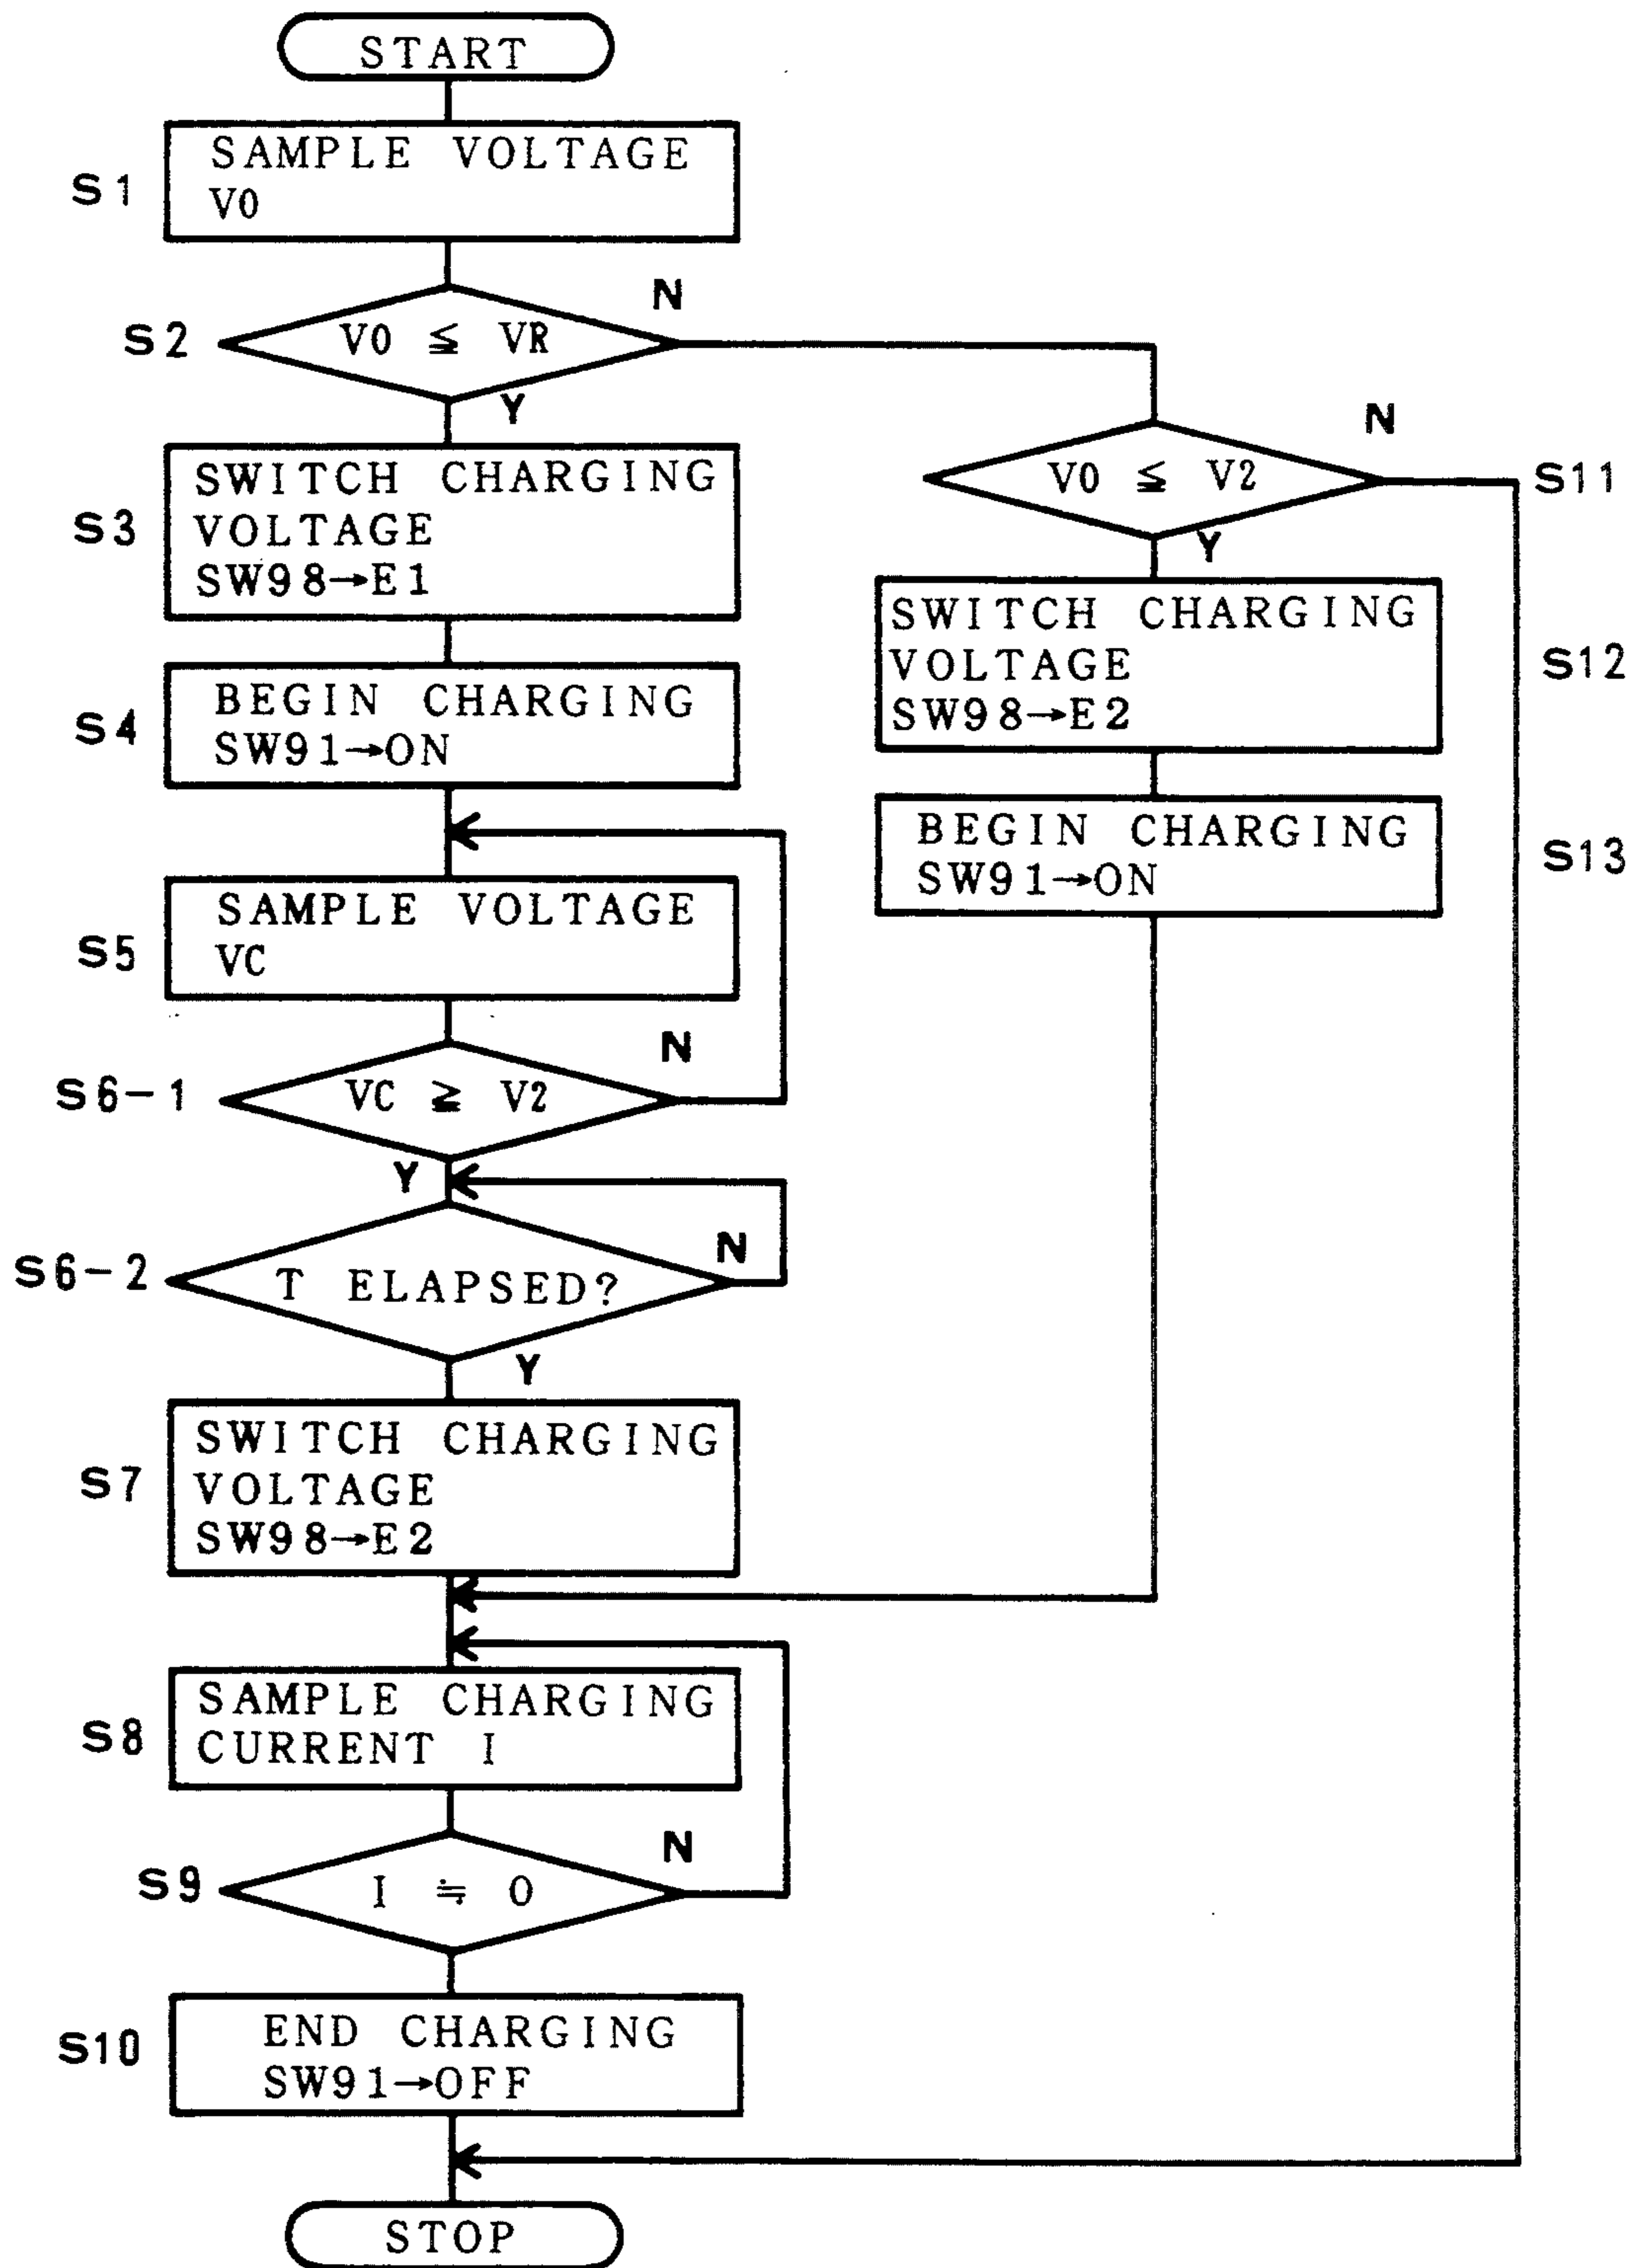 START
S1
SAMPLE VOLTAGE
V0
S2
V0 ≦ VR
N
Y
S3
SWITCH CHARGING
VOLTAGE
SW98→E1
S4
BEGIN CHARGING
SW91→ON
S5
SAMPLE VOLTAGE
VC
S6-1
VC ≧ V2
N
Y
S6-2
T ELAPSED?
N
Y
S7
SWITCH CHARGING
VOLTAGE
SW98→E2
S8
SAMPLE CHARGING
CURRENT I
S9
I ≒ 0
N
S10
END CHARGING
SW91→OFF
STOP
V0 ≦ V2
N
S11
Y
SWITCH CHARGING
VOLTAGE
SW98→E2
S12
BEGIN CHARGING
SW91→ON
S13